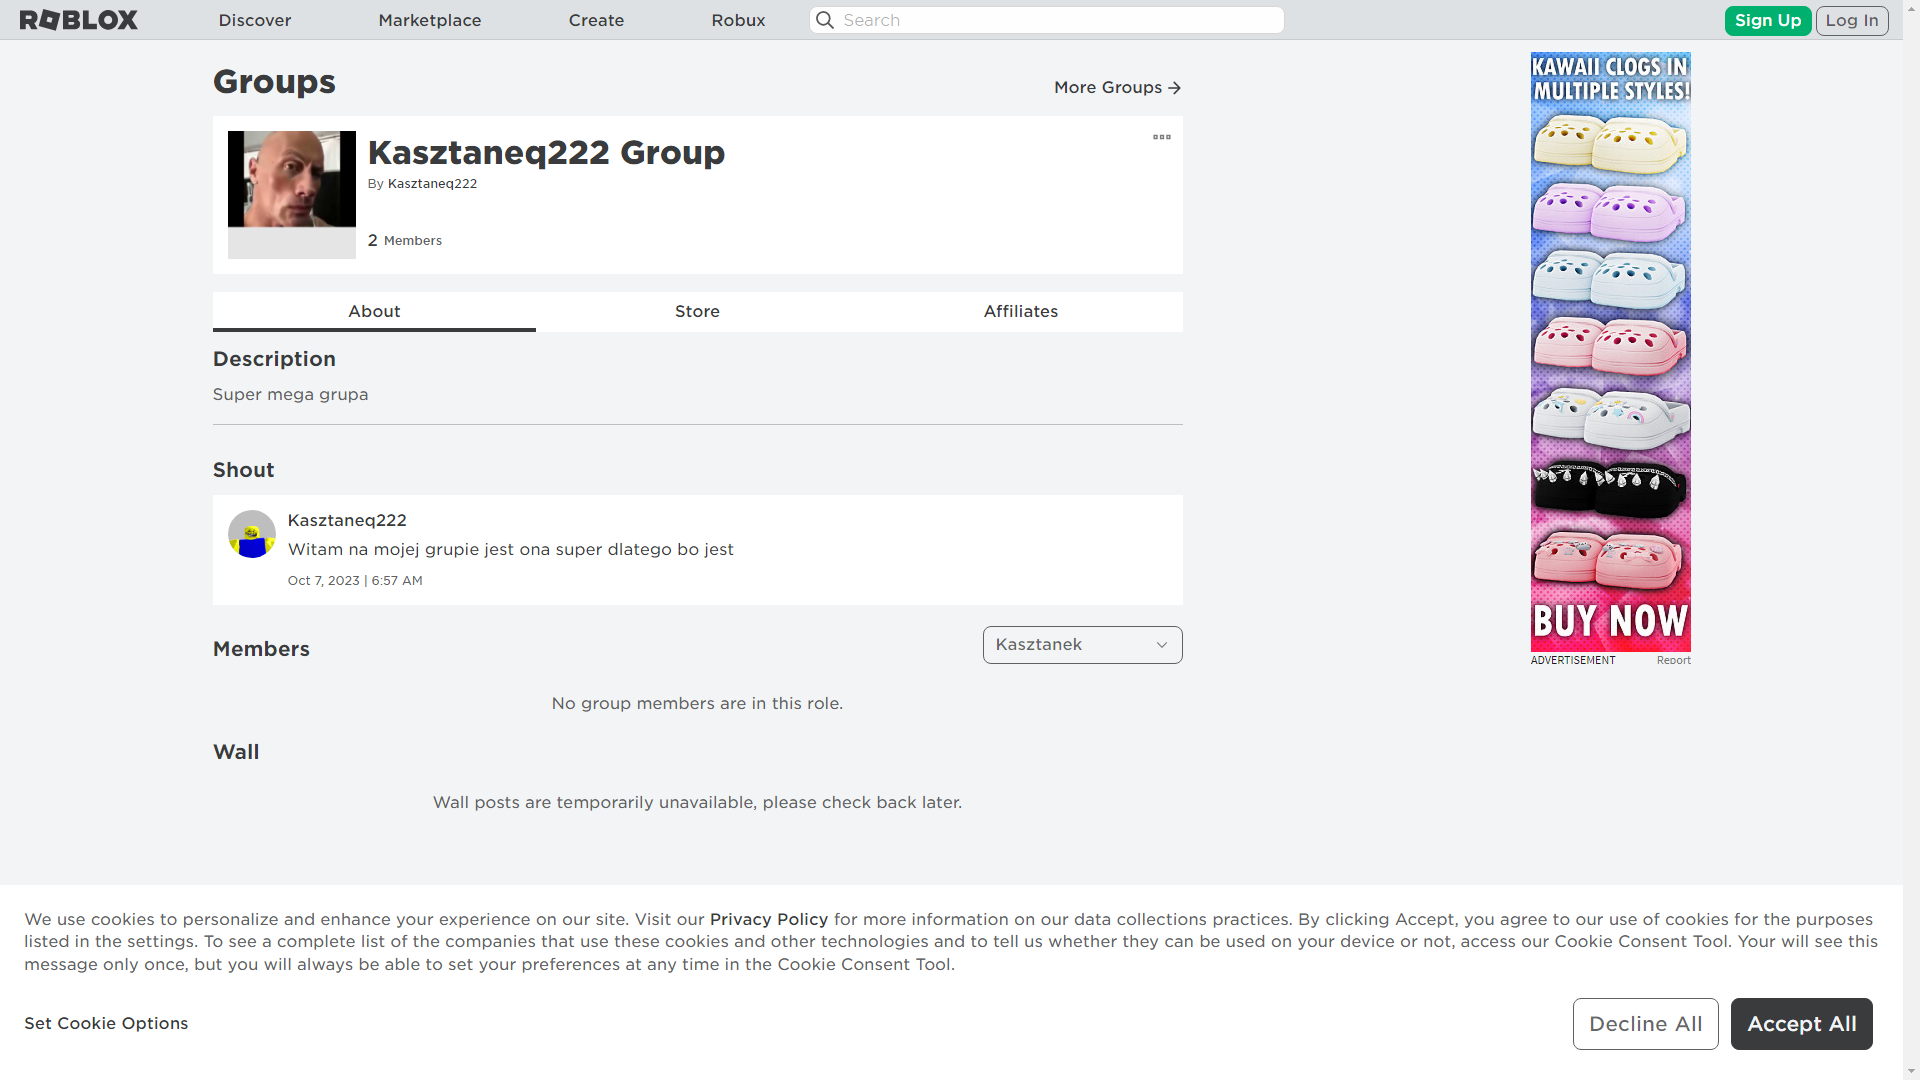 ROBLOX
Discover
Marketplace
Create
Robux
Search
Sign Up
Log In
Groups
More Groups
Kasztaneq222 Group
By Kasztaneq222
2 Members
About
Store
Affiliates
Description
Super mega grupa
Shout
Kasztaneq222
Witam na mojej grupie jest ona super dlatego bo jest
Oct 7, 2023 | 6:57 AM
Members
Kasztanek
No group members are in this role.
Wall
Wall posts are temporarily unavailable, please check back later.
KAWAII CLOGS IN
MULTIPLE STYLES!
BUY NOW
ADVERTISEMENT
Report
We use cookies to personalize and enhance your experience on our site. Visit our Privacy Policy for more information on our data collections practices. By clicking Accept, you agree to our use of cookies for the purposes
listed in the settings. To see a complete list of the companies that use these cookies and other technologies and to tell us whether they can be used on your device or not, access our Cookie Consent Tool. Your will see this
message only once, but you will always be able to set your preferences at any time in the Cookie Consent Tool.
Set Cookie Options
Decline All
Accept All